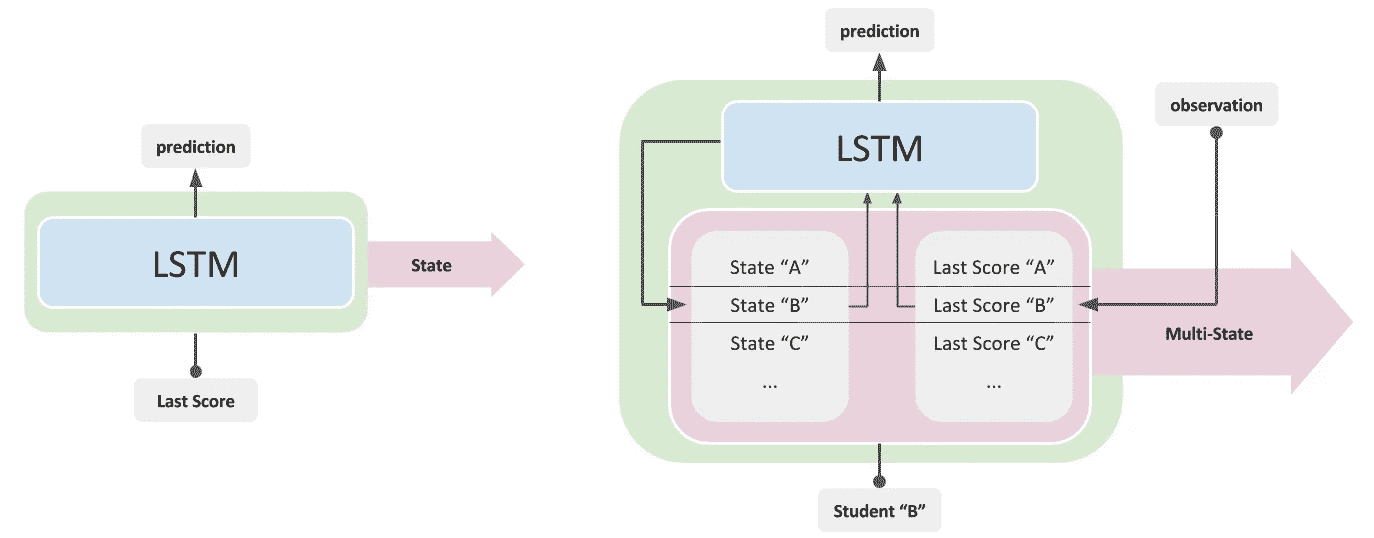 prediction
LSTM
State
Last Score
prediction
observation
LSTM
State “A”
Last Score “A”
State “B”
Last Score “B”
State “C”
Last Score “C”
...
...
Multi-State
Student “B”